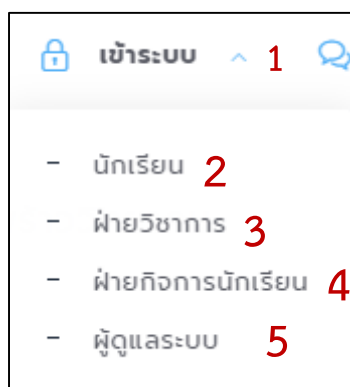 เข้าระบบ 1
- นักเรียน 2
- ฝ่ายวิชาการ 3
- ฝ่ายกิจการนักเรียน 4
- ผู้ดูแลระบบ 5